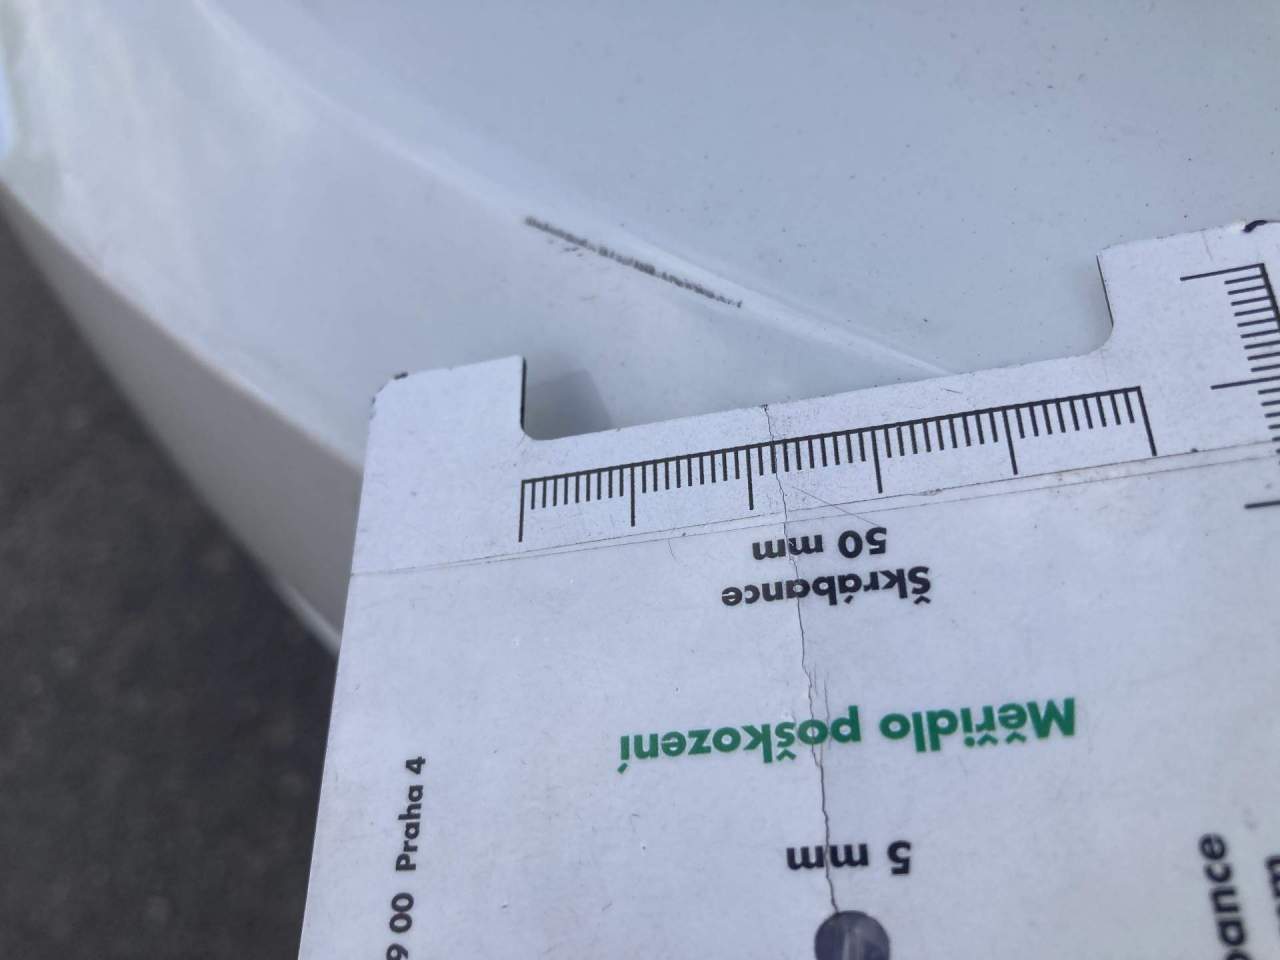 5 mm
Měřidlo poškození
Škrábance
50 mm
9 00 Praha 4